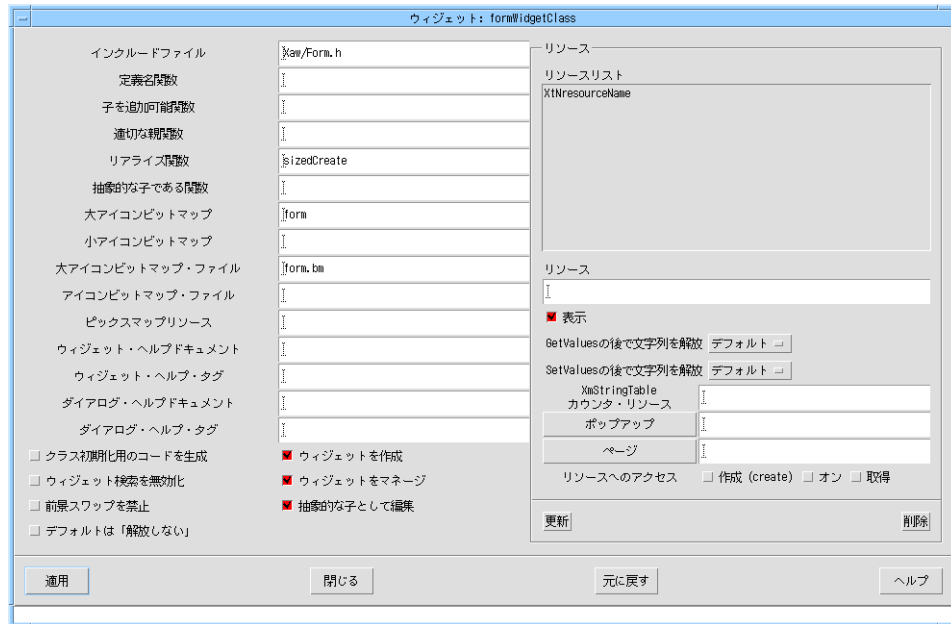 ウィジェット: formWidgetClass
インクルードファイル Xaw/Form.h
定義名関数
子を追加可能関数
適切な親関数
リアライズ関数 sizedCreate
抽象的な子である関数
大アイコンビットマップ form
小アイコンビットマップ
大アイコンビットマップ・ファイル form.bm
アイコンビットマップ・ファイル
ピックスマップリソース
ウィジェット・ヘルプドキュメント
ウィジェット・ヘルプ・タグ
ダイアログ・ヘルプドキュメント
ダイアログ・ヘルプ・タグ
クラス初期化用のコードを生成 ウィジェットを作成
ウィジェット検索を無効化 ウィジェットをマネージ
前景スワップを禁止 抽象的な子として編集
デフォルトは「解放しない」
リソース
リソースリスト
XtNresourceName
リソース
表示
GetValuesの後で文字列を解放 デフォルト
SetValuesの後で文字列を解放 デフォルト
XmStringTable
カウンタ・リソース
ポップアップ
ページ
リソースへのアクセス 作成 (create) オン 取得
更新 削除
適用 閉じる 元に戻す ヘルプ